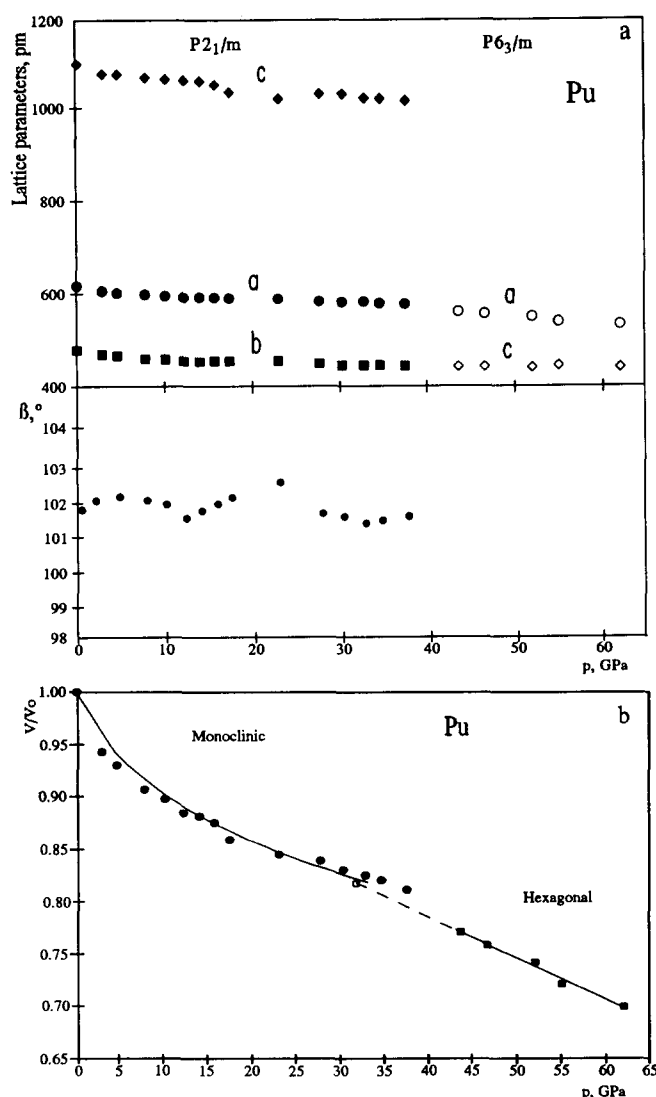 1200
P2₁/m
P6₃/m
a
c
Pu
Lattice parameters, pm
1000
800
a
600
a
b
c
400
ß,°
104
103
102
101
100
99
98
0 10 20 30 40 50 60
p, GPa
1.00
V/Vo
Pu
b
Monoclinic
0.95
0.90
0.85
0.80
Hexagonal
0.75
0.70
0.65
0 5 10 15 20 25 30 35 40 45 50 55 60 65
p, GPa